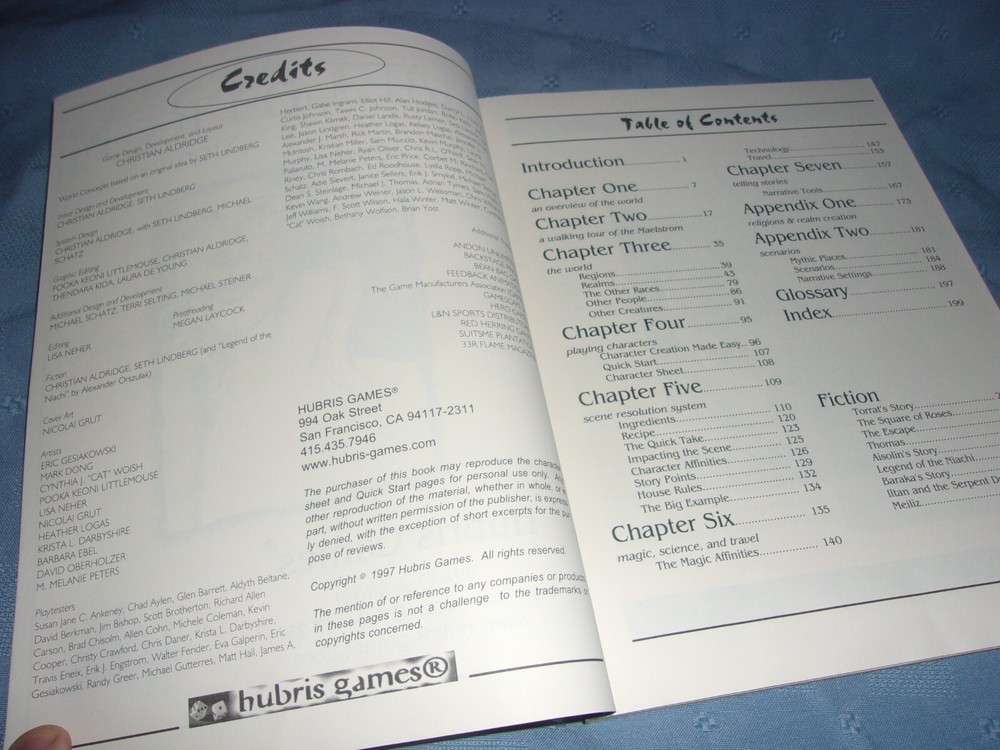 Credits
Game Design, Development, and Layout
CHRISTIAN ALDRIDGE
World Concepts based on an original idea by SETH LINDBERG
Initial Design and Development
CHRISTIAN ALDRIDGE, SETH LINDBERG
System Design
CHRISTIAN ALDRIDGE, with SETH LINDBERG, MICHAEL
SCHATZ
Graphic Editing
POOKA KEONI LITTLEMOUSE, CHRISTIAN ALDRIDGE,
THENDARA KIDA, LAURA DE YOUNG
Additional Design and Development
MICHAEL SCHATZ, TERRI SELTING, MICHAEL STEINER
Editing
LISA NEHER
Proofreading
MEGAN LAYCOCK
Fiction
CHRISTIAN ALDRIDGE, SETH LINDBERG (and "Legend of the
Niachi" by Alexander Orszulak)
Cover Art
NICOLA! GRUT
Artists
ERIC GESIAKOWSKI
MARK DONG
CYNTHIA J. "CAT" WOISH
POOKA KEONI LITTLEMOUSE
LISA NEHER
NICOLA! GRUT
HEATHER LOGAS
KRISTA L. DARBYSHIRE
BARBARA EBEL
DAVID OBERHOLZER
M. MELANIE PETERS
Playtesters
Susan Jane C. Ankeney, Chad Aylen, Glen Barrett, Aldyth Beltane,
David Berkman, Jim Bishop, Scott Brotherton, Richard Allen
Carson, Brad Chisolm, Allen Cohn, Michele Coleman, Kevin
Cooper, Christy Crawford, Chris Daner, Krista L. Darbyshire,
Travis Eneix, Erik J. Engstrom, Walter Fender, Eva Galperin, Eric
Gesiakowski, Randy Greer, Michael Gutterres, Matt Hall, James A.
Herbert, Gabe Ingram, Elliot Hill, Alan Hodges,
Curtis Johnson, Tawny C. Johnson, Tuli Jordan,
King, Shawn Klimek, Daniel Landis, Rusty Larner,
Lee, Jason Lindgren, Heather Logas, Kelsey Logas,
Alexander J. Marsh, Rick Martin, Brandon
McIntosh, Kristian Miller, Sam Muccio, Kevin Murphy,
Murphy, Lisa Neher, Ryan Oliver, Chris R.L.
Paliarulo, M. Melanie Peters, Eric Price, Corbet M.
Riney, Chris Rombach, Ed Roodhouse, Lydia Rope,
Schatz, Adie Sievert, Janice Sellers, Erik J. Smykal,
Dean S. Steinlage, Michael J. Thomas, Adrian Tymes,
Kevin Wang, Andrew Weiner, Jason L. Weissman,
Jeff Williams, F. Scott Wilson, Hala Winter, Matt Winter,
"Cat" Woish, Bethany Wolfson, Brian Yost
Additional
ANDON
BACKSTAGE
BEAN BAG
FEEDBACK
The Game Manufacturers Association
HERO
L&N SPORTS
RED HERRING
SUITSME
33R FLAME
HUBRIS GAMES®
994 Oak Street
San Francisco, CA 94117-2311
415.435.7946
www.hubris-games.com
The purchaser of this book may reproduce the
sheet and Quick Start pages for personal use only.
other reproduction of the material, whether in whole, or
part, without written permission of the publisher, is
ly denied, with the exception of short excerpts for the
pose of reviews.
Copyright ® 1997 Hubris Games. All rights reserved.
The mention of or reference to any companies or
in these pages is not a challenge to the trademarks
copyrights concerned.
hubris games®
Table of Contents
Introduction 1
Chapter One 7
an overview of the world
Chapter Two 17
a walking tour of the Maelstrom
Chapter Three 35
the world
Regions 39
Realms 43
The Other Races 79
Other People 86
Other Creatures 91
Chapter Four 95
playing characters
Character Creation Made Easy.. 96
Quick Start 107
Character Sheet 108
Chapter Five 109
scene resolution system
Ingredients 110
Recipe 120
The Quick Take 123
Impacting the Scene 125
Character Affinities 126
Story Points 129
House Rules 132
The Big Example 134
Chapter Six 135
magic, science, and travel
The Magic Affinities 140
Technology 147
Travel 155
Chapter Seven 157
telling stories
Narrative Tools 167
Appendix One 173
religions & realm creation
Appendix Two 181
scenarios
Mythic Places 181
Scenarios 184
Narrative Settings 188
Glossary 197
Index 199
Fiction
Torrat's Story
The Square of Roses
The Escape
Thomas
Aisolin's Story
Legend of the Niachi
Baraka's Story
Iltan and the Serpent
Meiliz